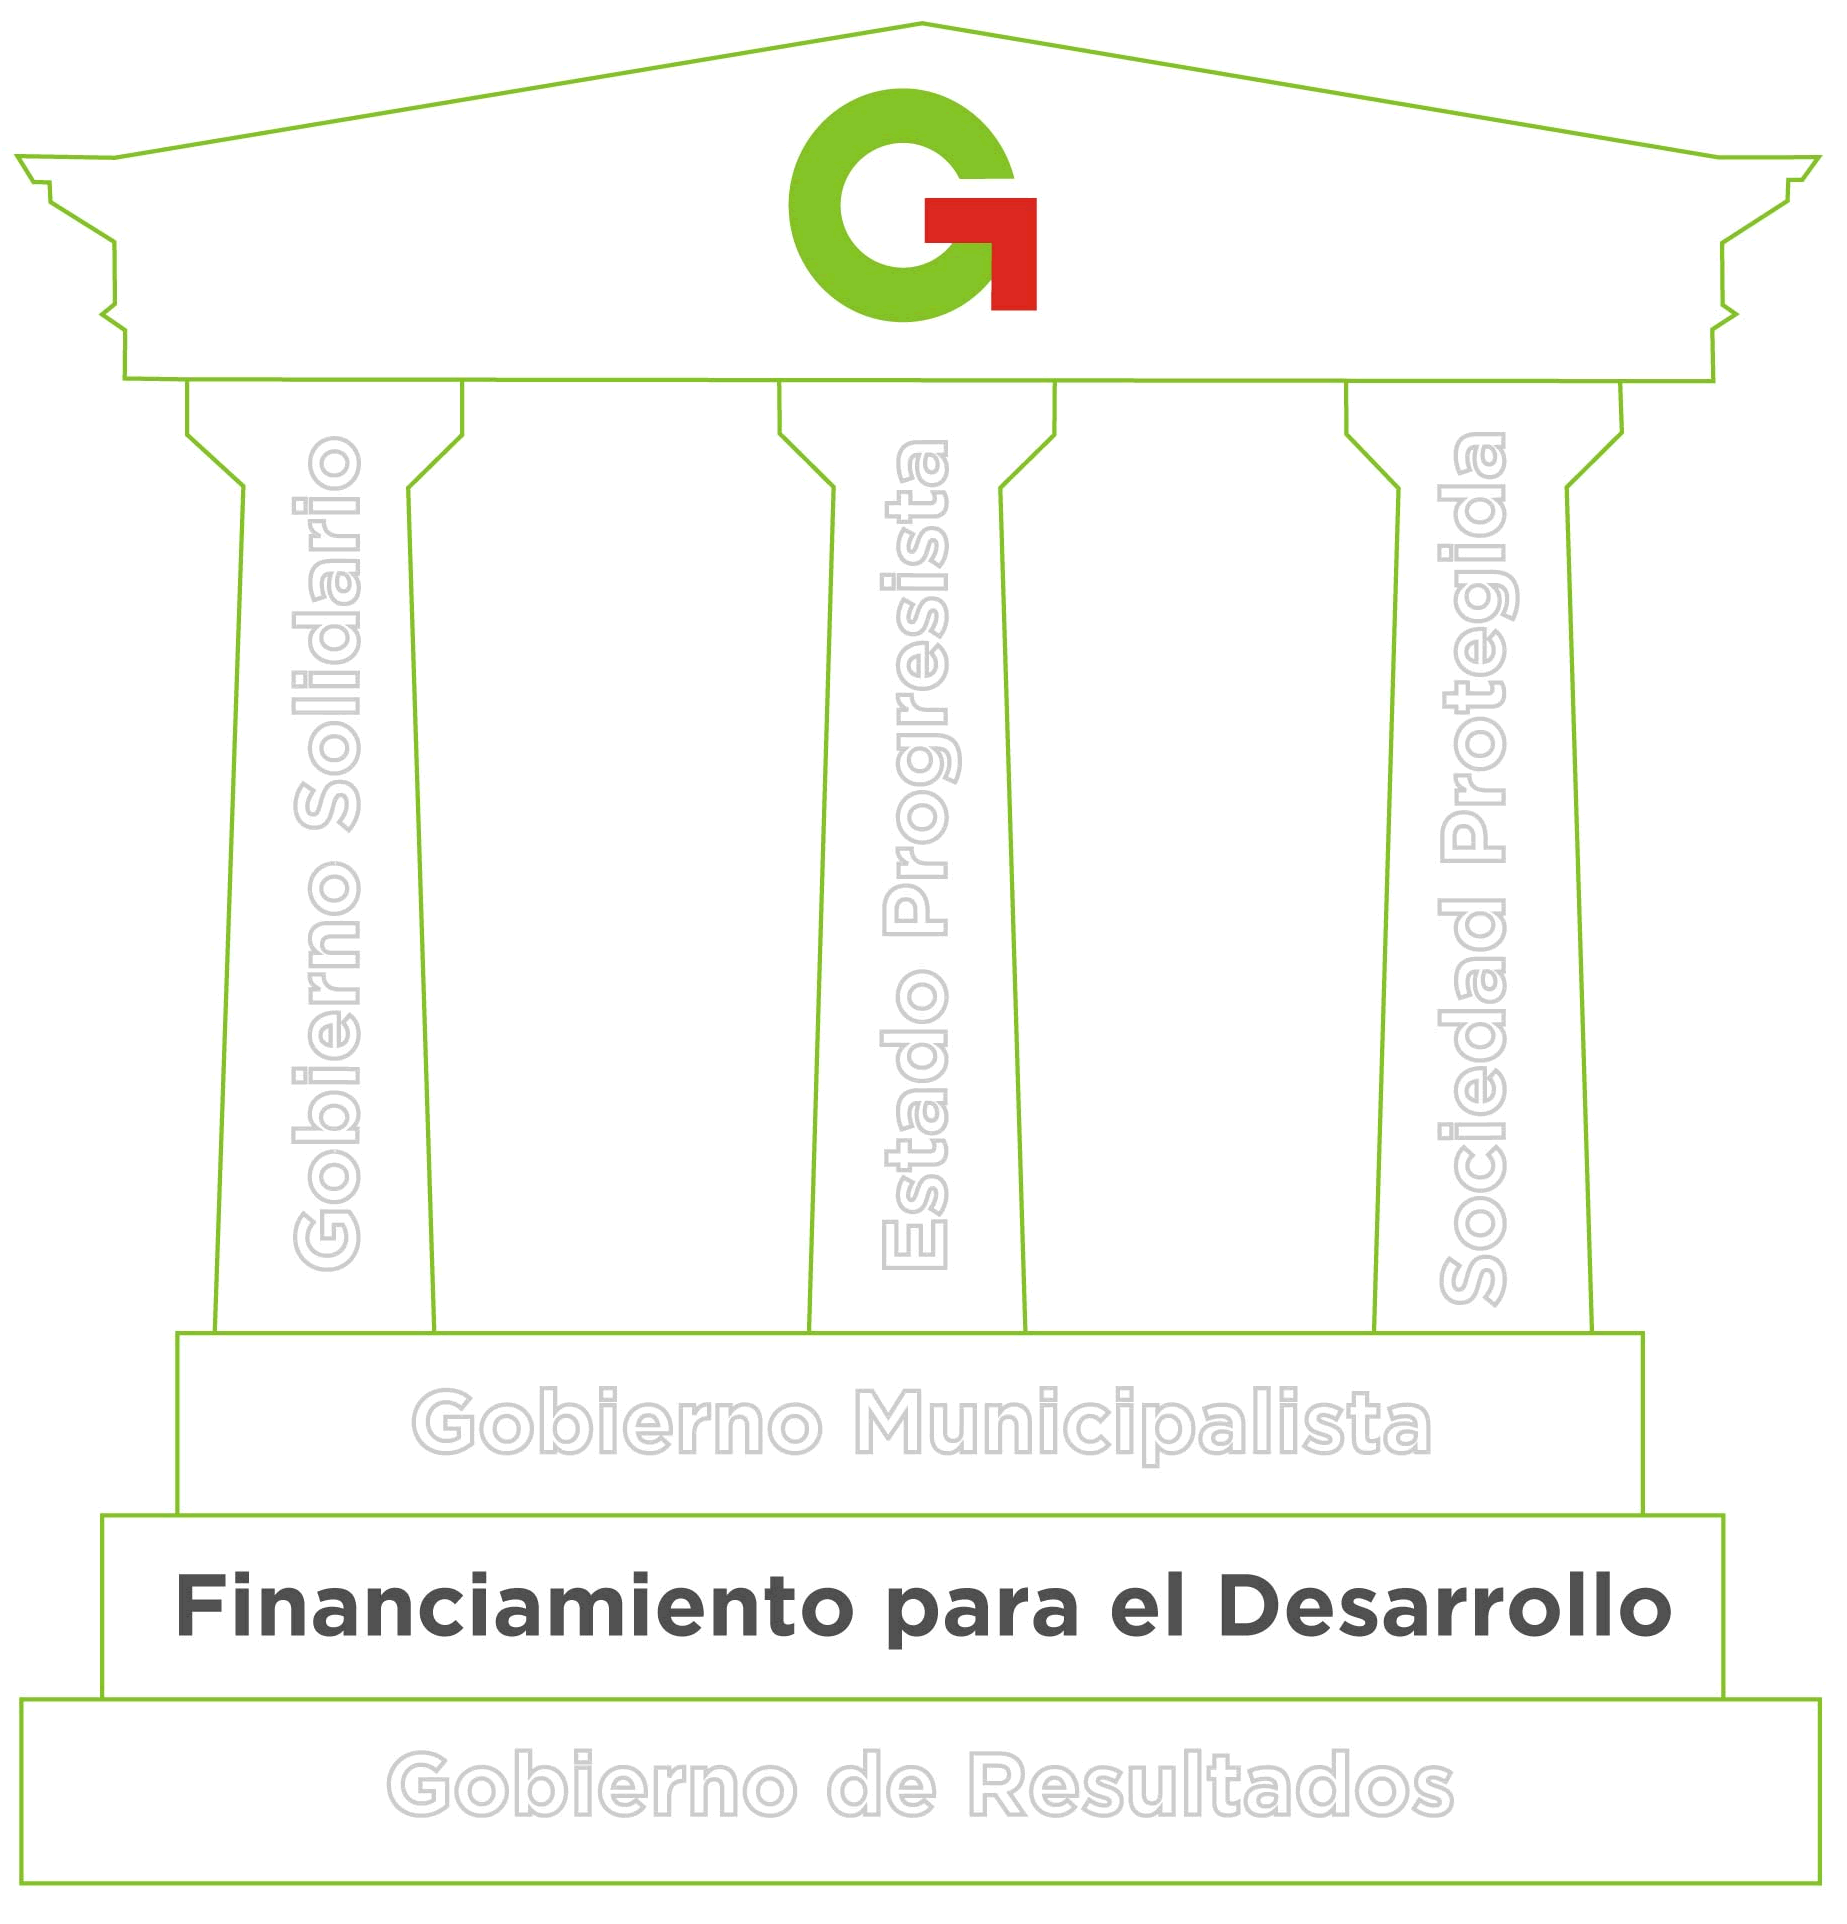 G
Gobierno Solidario
Estado Progresista
Sociedad Protegida
Gobierno Municipalista
Financiamiento para el Desarrollo
Gobierno de Resultados